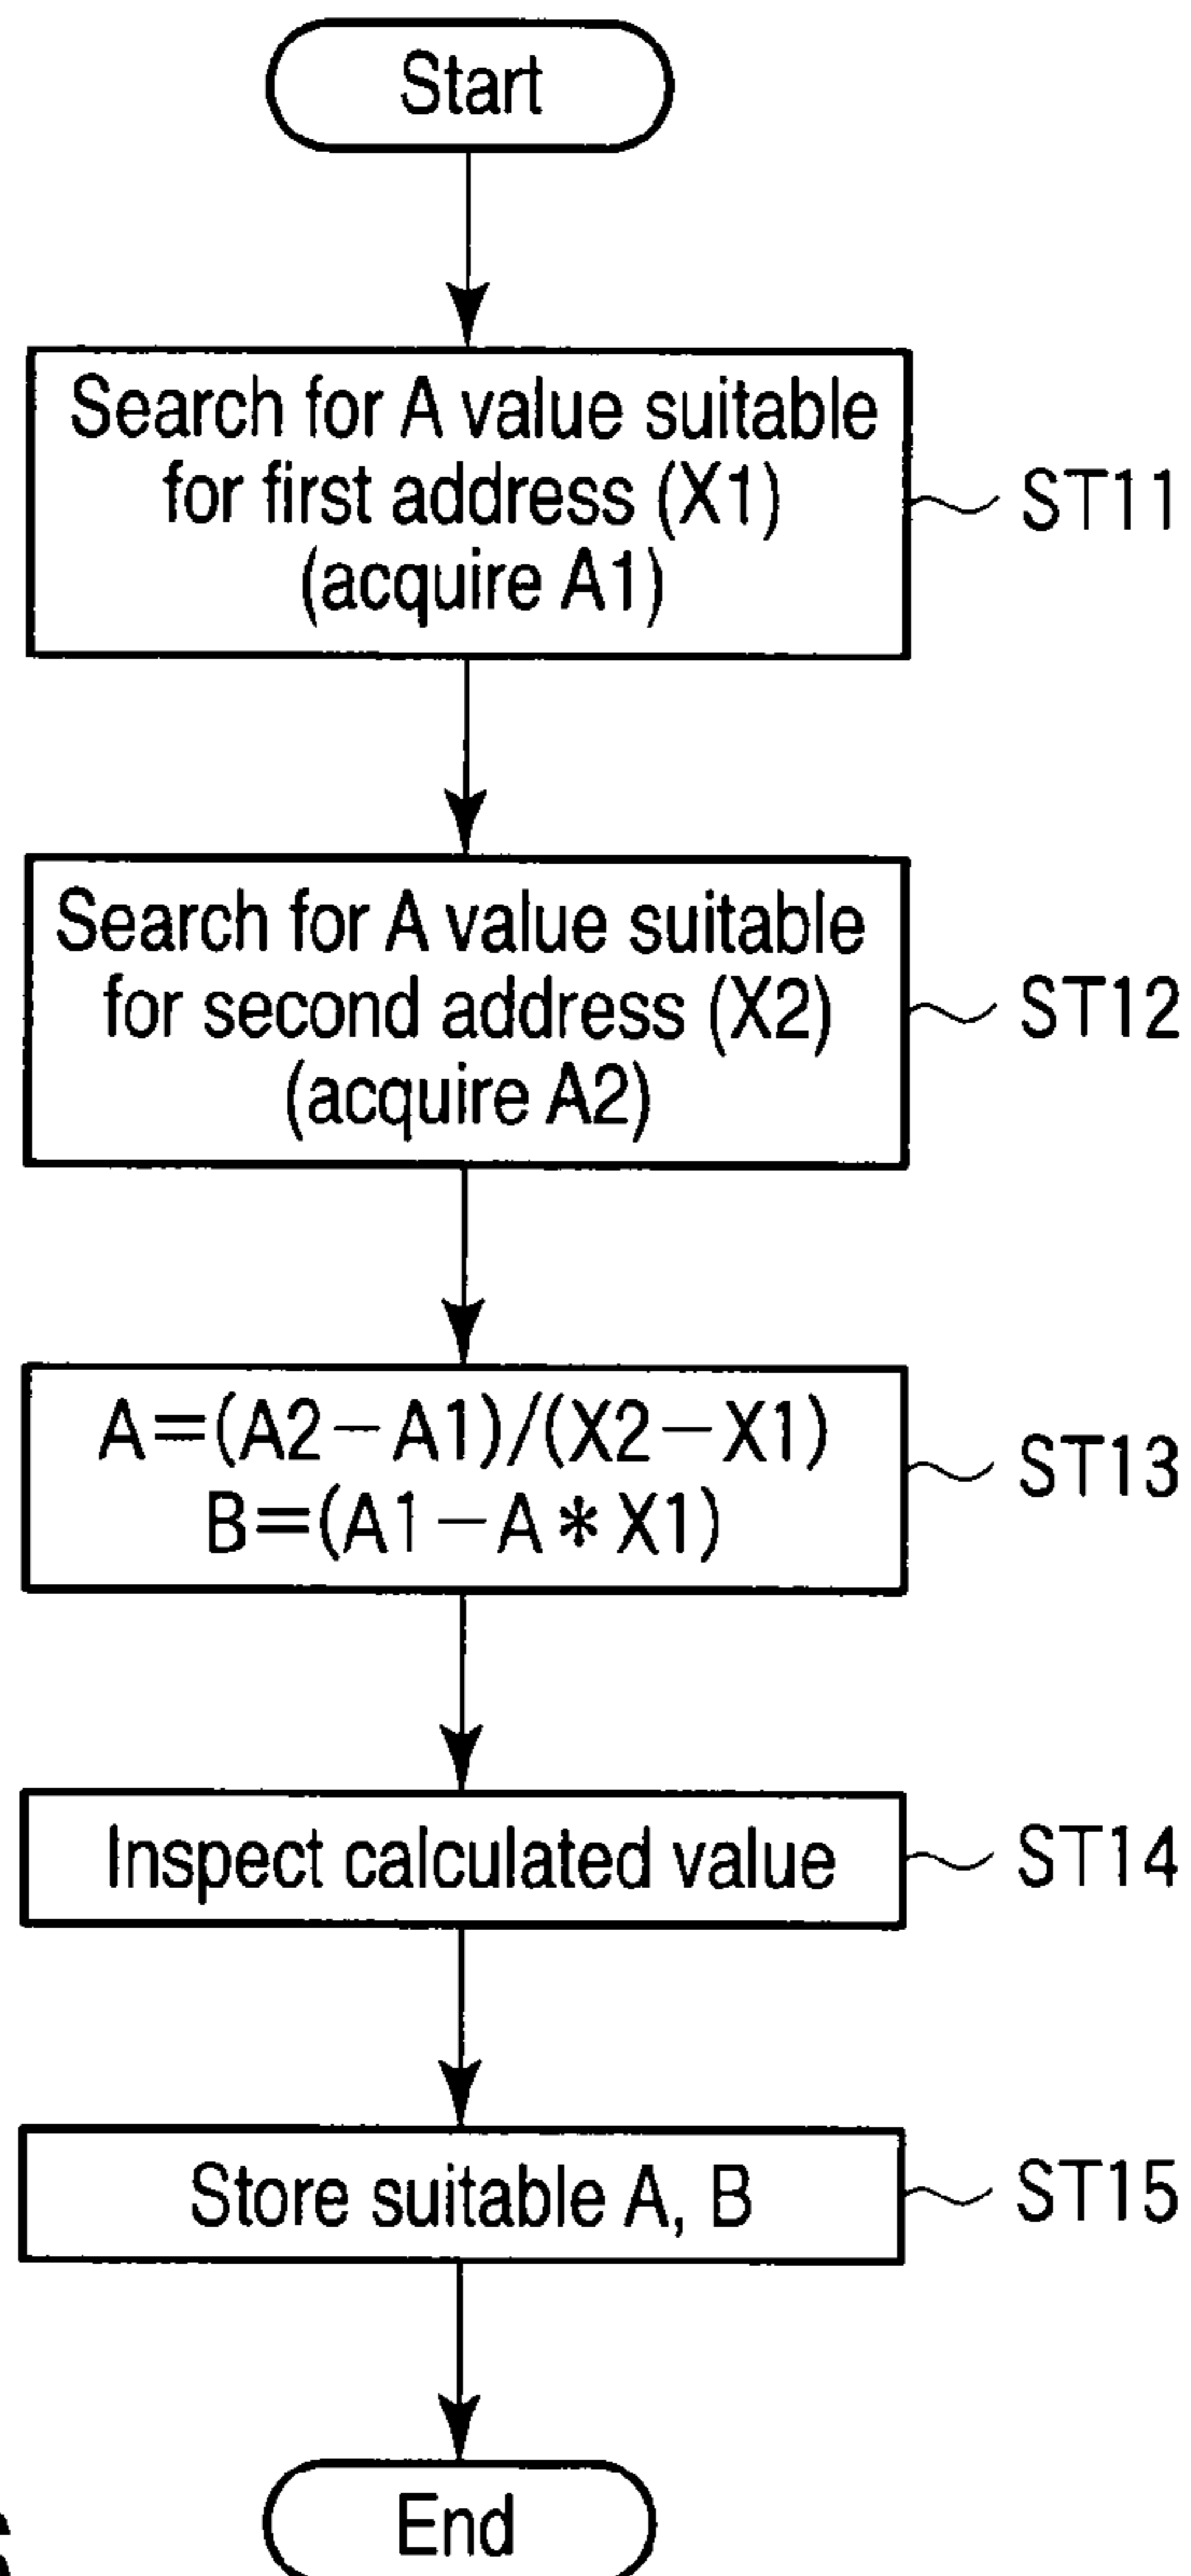 Start
Search for A value suitable
for first address (X1)
(acquire A1)
ST11
Search for A value suitable
for second address (X2)
(acquire A2)
ST12
A=(A2-A1)/(X2-X1)
B=(A1-A*X1)
ST13
Inspect calculated value
ST14
Store suitable A, B
ST15
End